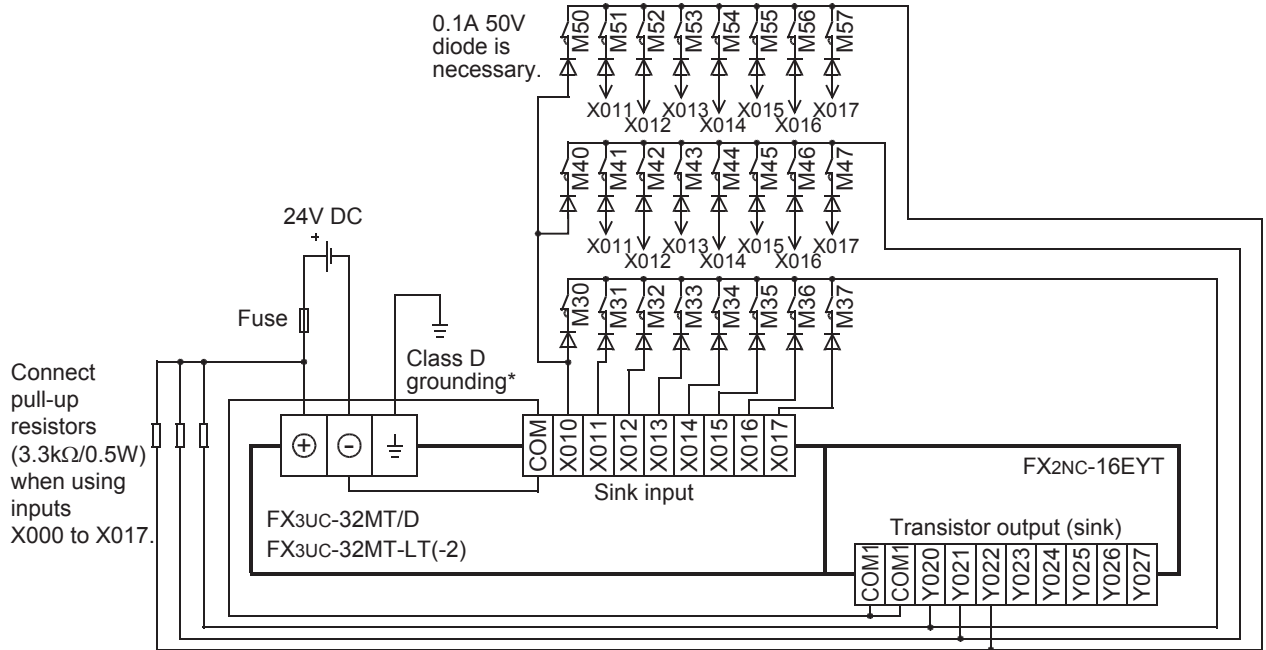 0.1A 50V
diode is
necessary.
M50 M51 M52 M53 M54 M55 M56 M57
X011 X013 X015 X017
X012 X014 X016
M40 M41 M42 M43 M44 M45 M46 M47
X011 X013 X015 X017
X012 X014 X016
24V DC
+
M30 M31 M32 M33 M34 M35 M36 M37
Fuse
Class D
grounding*
Connect
pull-up
resistors
(3.3kΩ/0.5W)
when using
inputs
X000 to X017.
+ -
COM X010 X011 X012 X013 X014 X015 X016 X017
Sink input
FX2NC-16EYT
FX3UC-32MT/D
FX3UC-32MT-LT(-2)
Transistor output (sink)
COM1 COM1 Y020 Y021 Y022 Y023 Y024 Y025 Y026 Y027